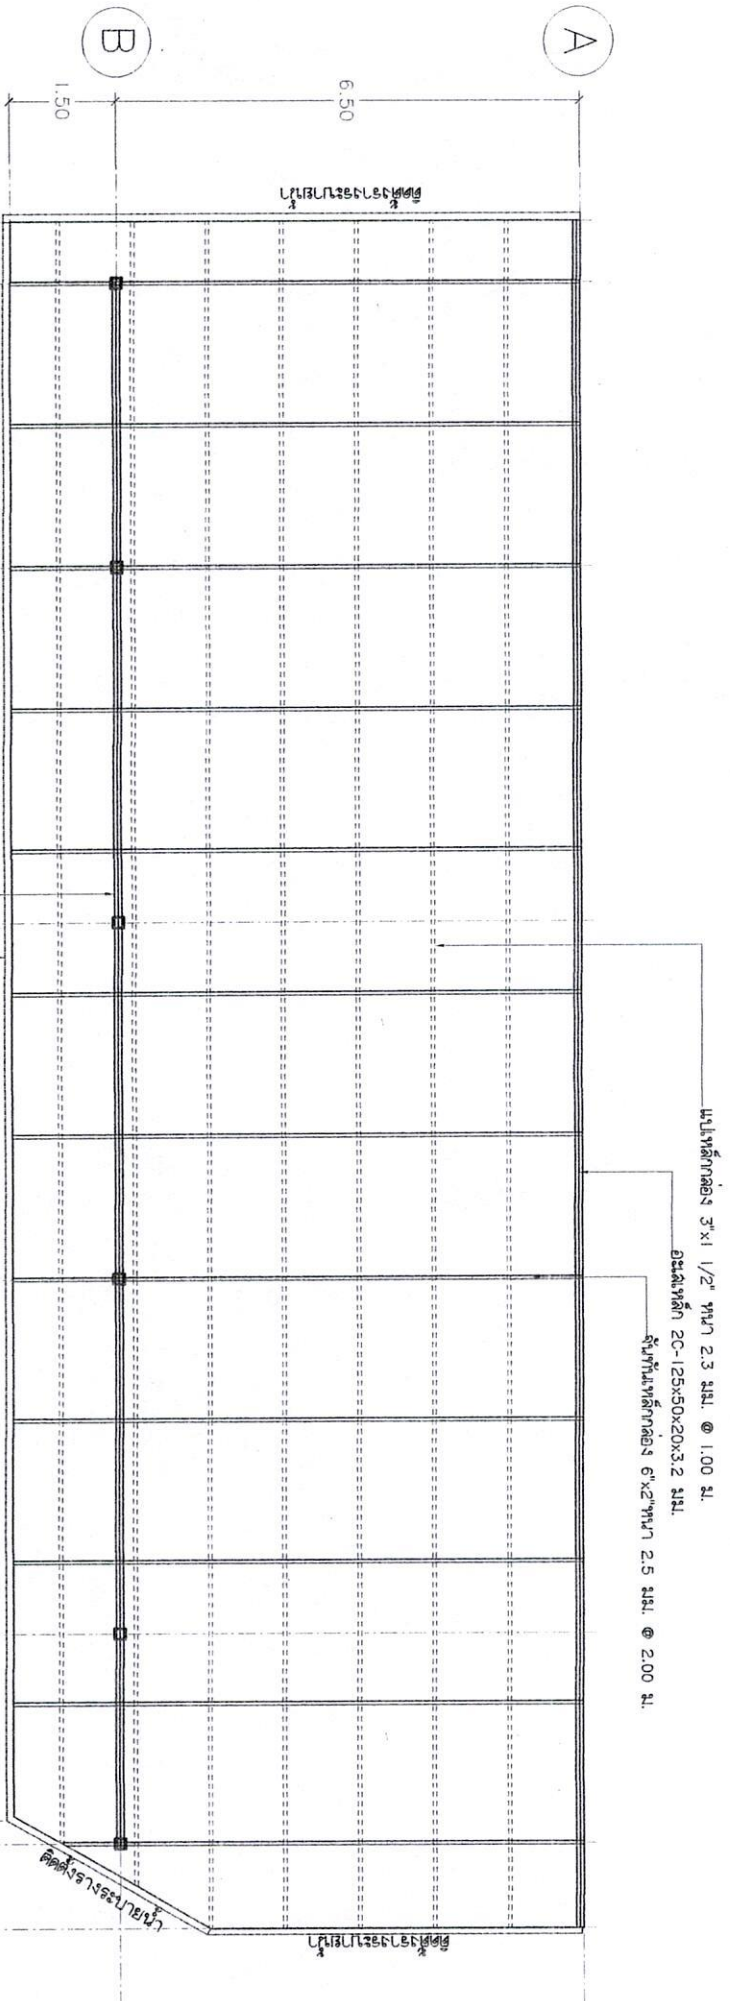 A
B
6.50
1.50
ติดตั้งรางระบายน้ำ
แปเหล็กกล่อง 3"x1 1/2" หนา 2.3 มม. @ 1.00 ม.
อะเสเหล็ก 2C-125x50x20x3.2 มม.
จันทันเหล็กกล่อง 6"x2"หนา 2.5 มม. @ 2.00 ม.
ติดตั้งรางระบายน้ำ
ติดตั้งรางระบายน้ำ